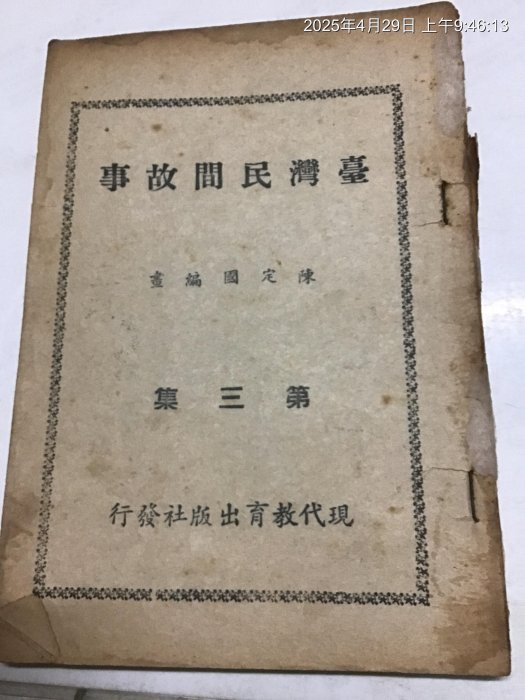 2025年4月29日 上午9:46:13
臺灣民間故事
陳定國編畫
第三集
現代教育出版社發行